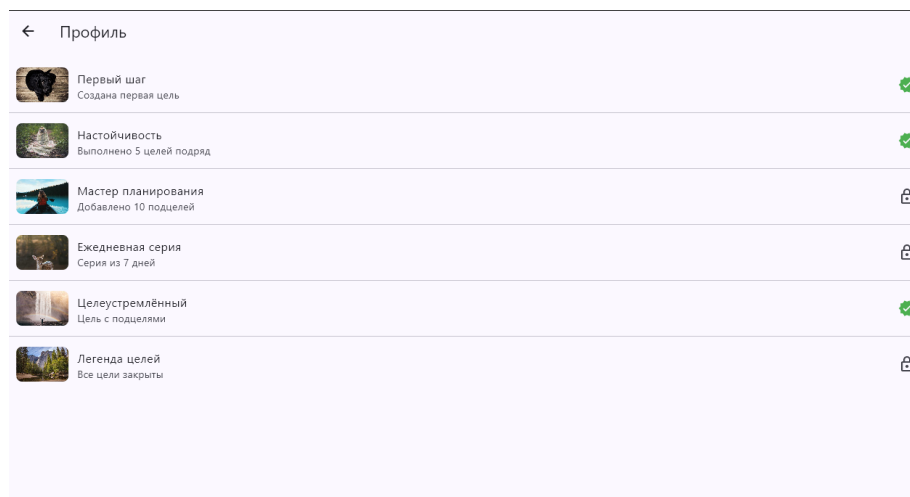 Профиль
Первый шаг
Создана первая цель
Настойчивость
Выполнено 5 целей подряд
Мастер планирования
Добавлено 10 подцелей
Ежедневная серия
Серия из 7 дней
Целеустремлённый
Цель с подцелями
Легенда целей
Все цели закрыты